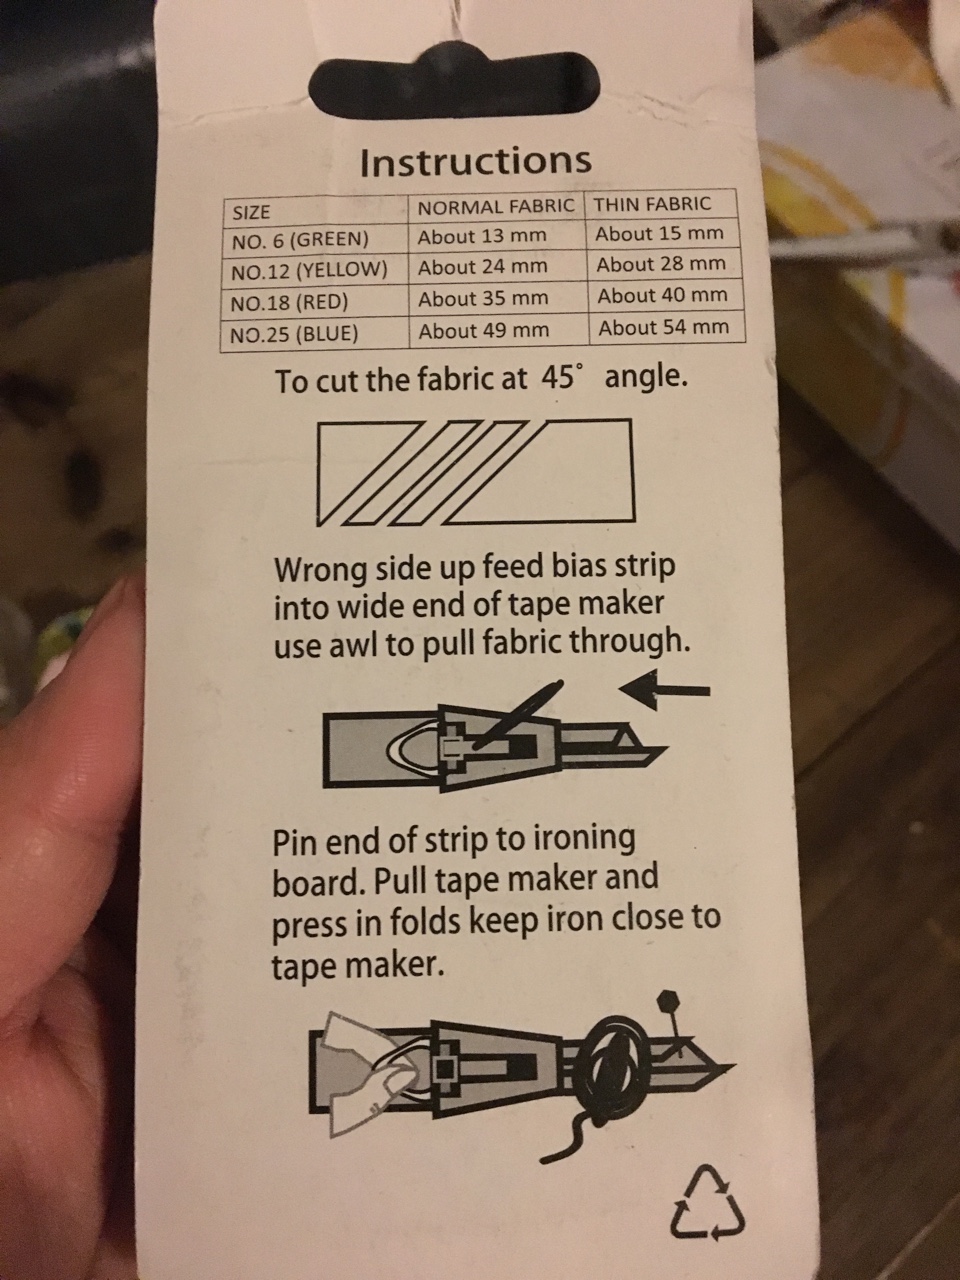 Instructions
SIZE NORMAL FABRIC THIN FABRIC
NO. 6 (GREEN) About 13 mm About 15 mm
NO.12 (YELLOW) About 24 mm About 28 mm
NO.18 (RED) About 35 mm About 40 mm
NO.25 (BLUE) About 49 mm About 54 mm
To cut the fabric at 45° angle.
Wrong side up feed bias strip
into wide end of tape maker
use awl to pull fabric through.
Pin end of strip to ironing
board. Pull tape maker and
press in folds keep iron close to
tape maker.